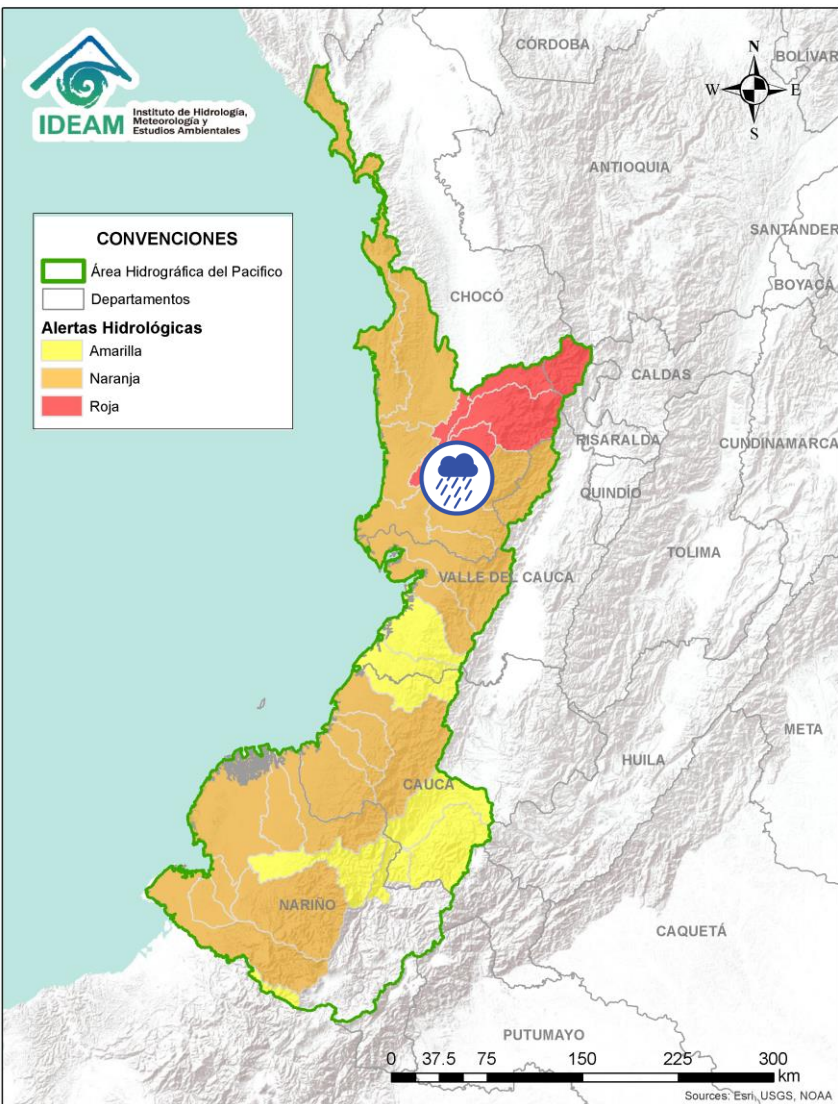 IDEAM
Instituto de Hidrología,
Meteorología y
Estudios Ambientales
CÓRDOBA
BOLÍVAR
N
W
E
S
ANTIOQUIA
SANTANDER
BOYACÁ
CONVENCIONES
Área Hidrográfica del Pacifico
Departamentos
Alertas Hidrológicas
Amarilla
Naranja
Roja
CHOCÓ
CALDAS
RISARALDA
CUNDINAMARCA
QUINDÍO
TOLIMA
VALLE DEL CAUCA
META
HUILA
CAUCA
NARIÑO
CAQUETÁ
PUTUMAYO
0 37.5 75 150 225 300
km
Sources: Esri, USGS, NOAA